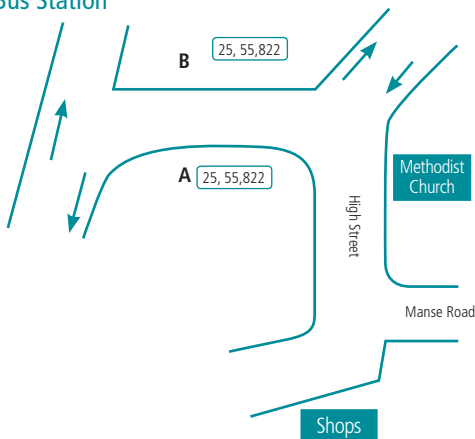 Bus Station
B
25, 55,822
A
25, 55,822
Methodist
Church
High Street
Manse Road
Shops